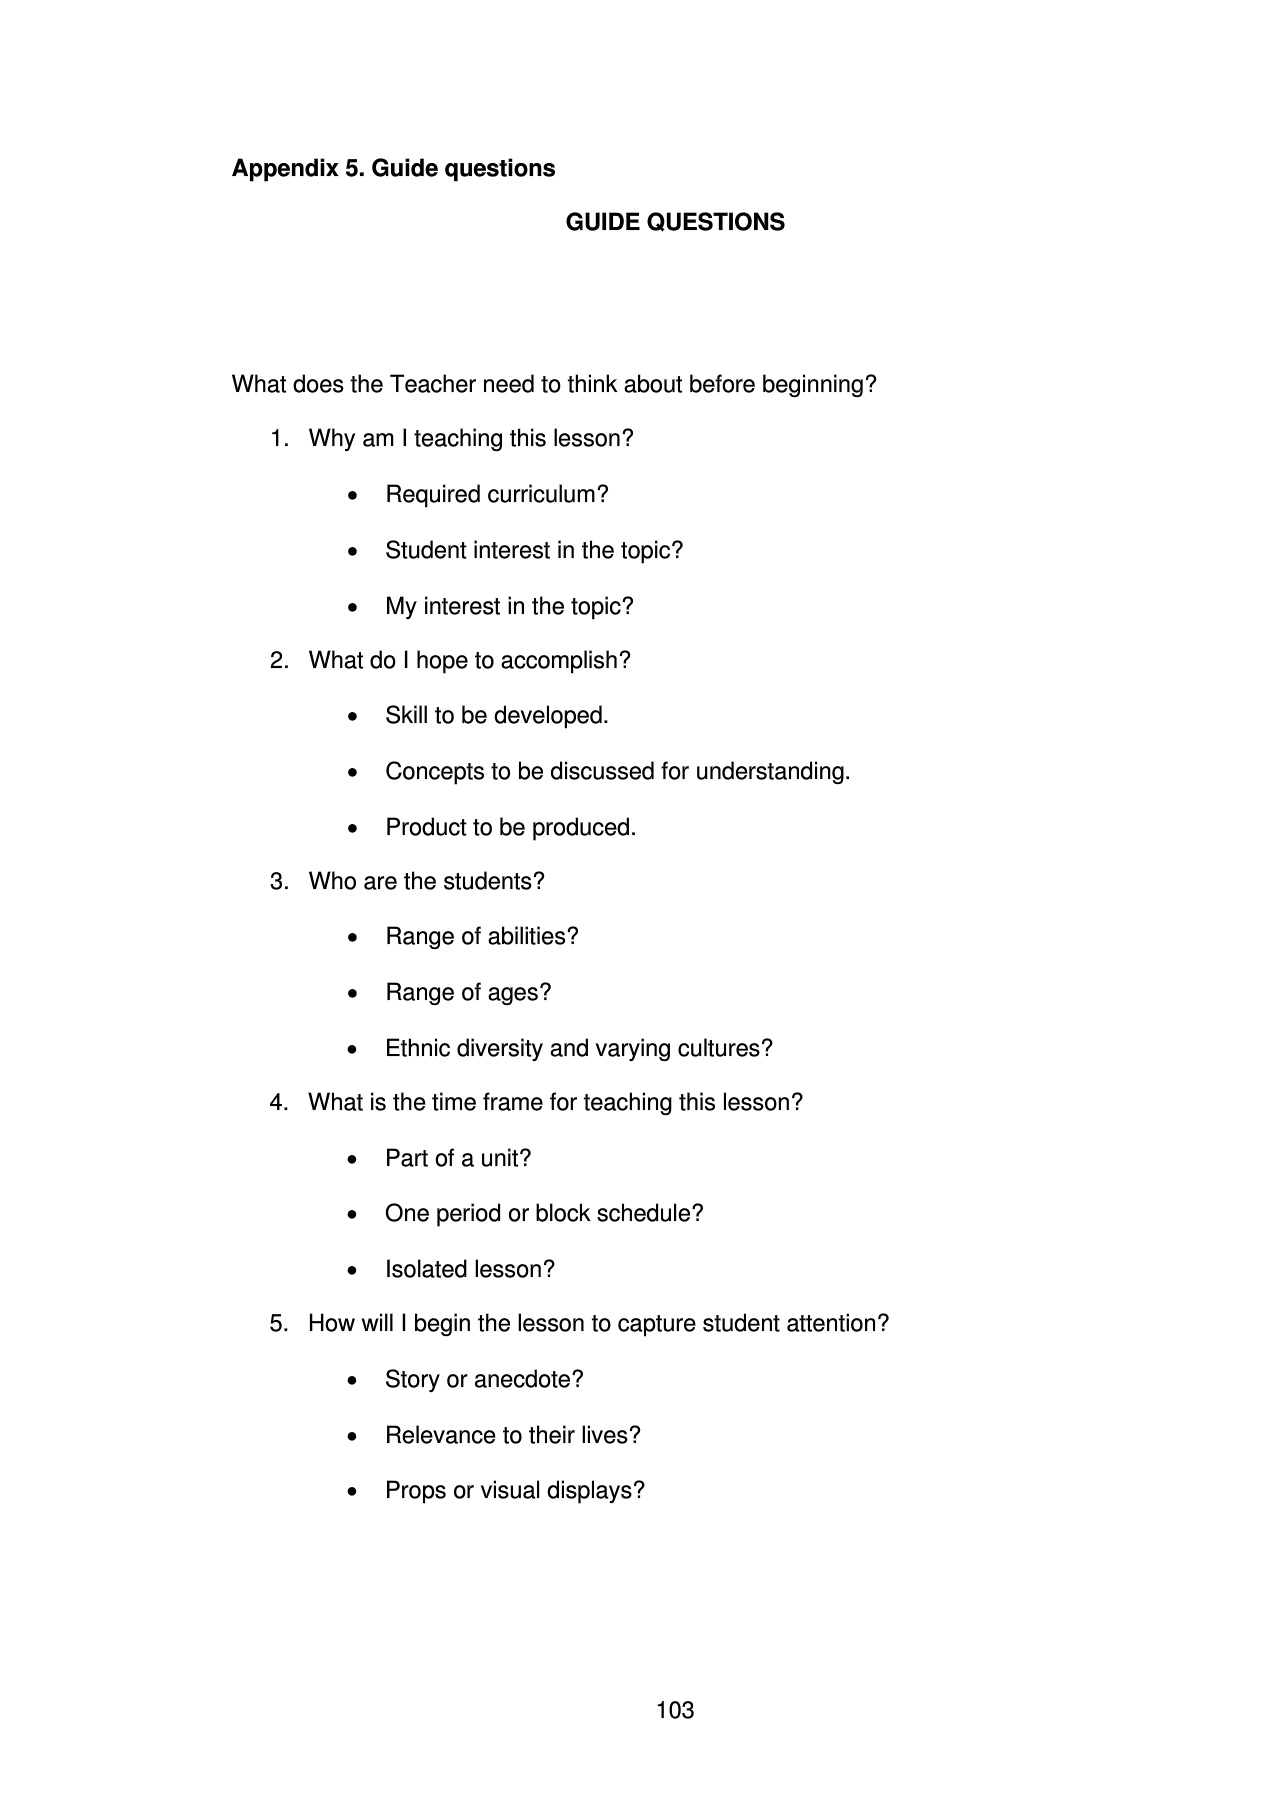 Appendix 5. Guide questions
GUIDE QUESTIONS
What does the Teacher need to think about before beginning?
1. Why am I teaching this lesson?
• Required curriculum?
• Student interest in the topic?
• My interest in the topic?
2. What do I hope to accomplish?
• Skill to be developed.
• Concepts to be discussed for understanding.
• Product to be produced.
3. Who are the students?
• Range of abilities?
• Range of ages?
• Ethnic diversity and varying cultures?
4. What is the time frame for teaching this lesson?
• Part of a unit?
• One period or block schedule?
• Isolated lesson?
5. How will I begin the lesson to capture student attention?
• Story or anecdote?
• Relevance to their lives?
• Props or visual displays?
103